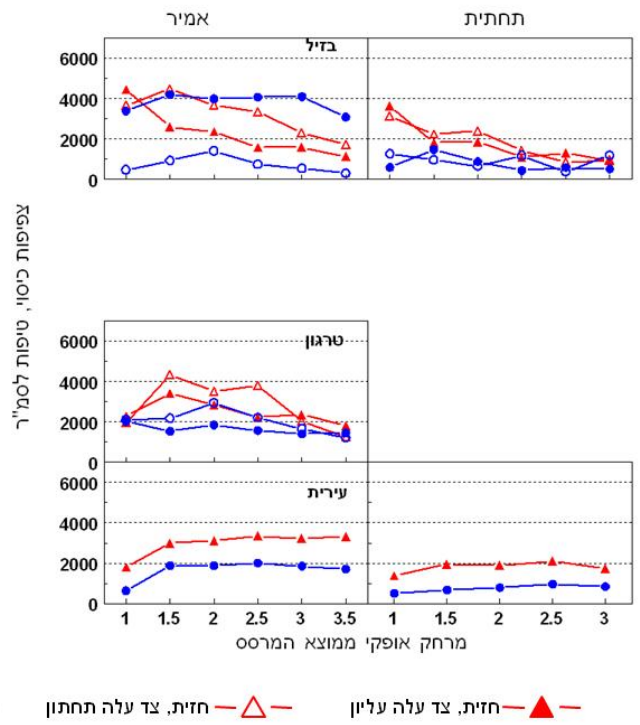 אמיר
תחתית
בזיל
6000
4000
2000
0
צפיפות כיסוי, טיפות לסמ"ר
טרגון
6000
4000
2000
0
עירית
6000
4000
2000
0
1 1.5 2 2.5 3 3.5
1 1.5 2 2.5 3
מרחק אופקי ממוצא המרסס
חזית, צד עלה עליון
חזית, צד עלה תחתון